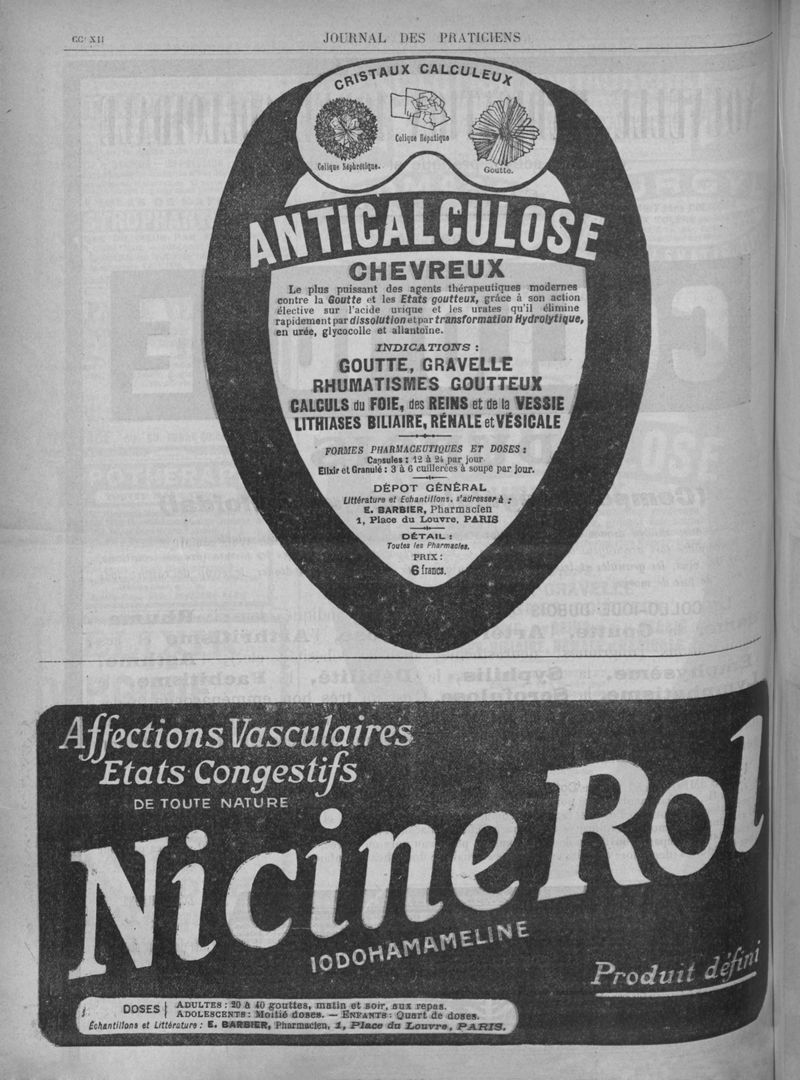 JOURNAL DES PRATICIENS
CRISTAUX CALCULEUX
Colique Hépatique
Colique Néphrétique.
Goutte.
ANTICALCULOSE
CHEVREUX
Le plus puissant des agents thérapeutiques modernes
contre la Goutte et les Etats goutteux, grâce à son action
élective sur l'acide urique et les urates qu'il élimine
rapidement par dissolution et par transformation Hydrolytique,
en urée, glycocolle et allantoïne.
INDICATIONS :
GOUTTE, GRAVELLE
RHUMATISMES GOUTTEUX
CALCULS du FOIE, des REINS et de la VESSIE
LITHIASES BILIAIRE, RÉNALE et VÉSICALE
FORMES PHARMACEUTIQUES ET DOSES :
Capsules : 12 à 24 par jour
Elixir et Granulé : 3 à 6 cuillerées à soupe par jour.
DÉPOT GÉNÉRAL
Littérature et Echantillons, s'adresser à :
E. BARBIER, Pharmacien
1, Place du Louvre, PARIS
DÉTAIL :
Toutes les Pharmacies.
PRIX :
6 francs.
Affections Vasculaires
Etats Congestifs
DE TOUTE NATURE
Nicine Rol
IODOHAMAMELINE
Produit défini
DOSES ADULTES : 20 à 40 gouttes, matin et soir, aux repas.
ADOLESCENTS : Moitié doses. — ENFANTS : Quart de doses.
Échantillons et Littérature : E. BARBIER, Pharmacien, 1, Place du Louvre, PARIS.